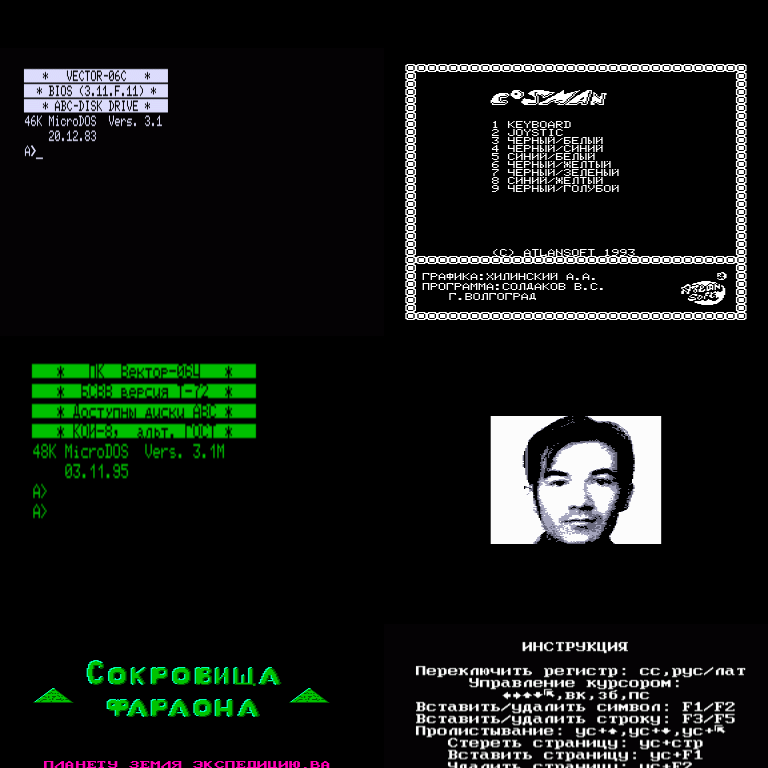 * VECTOR-06C *
* BIOS (3.11.F.11) *
* ABC-DISK DRIVE *
46K MicroDOS Vers. 3.1
20.12.83
A>_
COSMAN
1 KEYBOARD
2 JOYSTIC
3 ЧЕРНЫЙ/БЕЛЫЙ
4 ЧЕРНЫЙ/СИНИЙ
5 СИНИЙ/БЕЛЫЙ
6 ЧЕРНЫЙ/ЖЕЛТЫЙ
7 ЧЕРНЫЙ/ЗЕЛЕНЫЙ
8 СИНИЙ/ЖЕЛТЫЙ
9 ЧЕРНЫЙ/ГОЛУБОЙ
(C) ATLANSOFT 1993
ГРАФИКА:ХИЛИНСКИЙ А.А.
ПРОГРАММА:СОЛДАКОВ В.С.
Г.ВОЛГОГРАД
* ПК Вектор-06Ц *
* БСВВ версия Т-72 *
* Доступны диски АВС *
* КОИ-8, альт. ГОСТ *
48K MicroDOS Vers. 3.1M
03.11.95
A>
A>
СОКРОВИЩА
ФАРАОНА
ПЛАНЕТУ ЗЕМЛЯ ЭКСПЕДИЦИЮ.ВА
ИНСТРУКЦИЯ
Переключить регистр: сс,рус/лат
Управление курсором:
,ВК,ЗБ,ПС
Вставить/удалить символ: F1/F2
Вставить/удалить строку: F3/F5
Пролистывание: ус+,ус+,ус+
Стереть страницу: ус+стр
Вставить страницу: ус+F1
Удалить страницу: ус+F2